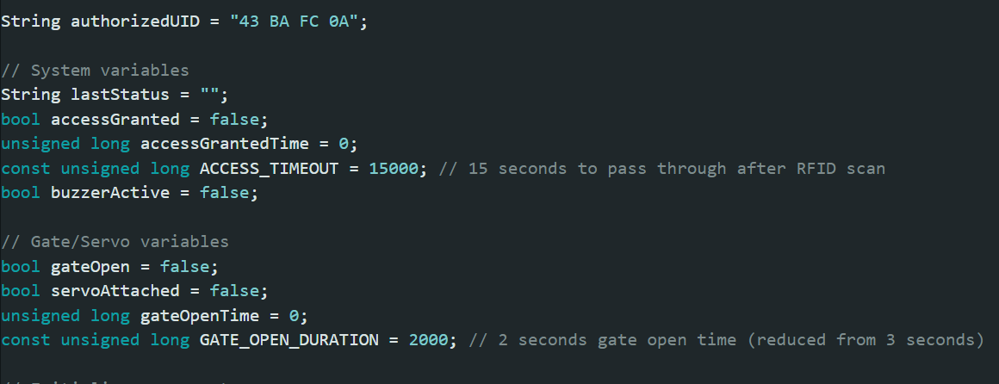 String authorizedUID = "43 BA FC 0A";
// System variables
String lastStatus = "";
bool accessGranted = false;
unsigned long accessGrantedTime = 0;
const unsigned long ACCESS_TIMEOUT = 15000; // 15 seconds to pass through after RFID scan
bool buzzerActive = false;
// Gate/Servo variables
bool gateOpen = false;
bool servoAttached = false;
unsigned long gateOpenTime = 0;
const unsigned long GATE_OPEN_DURATION = 2000; // 2 seconds gate open time (reduced from 3 seconds)